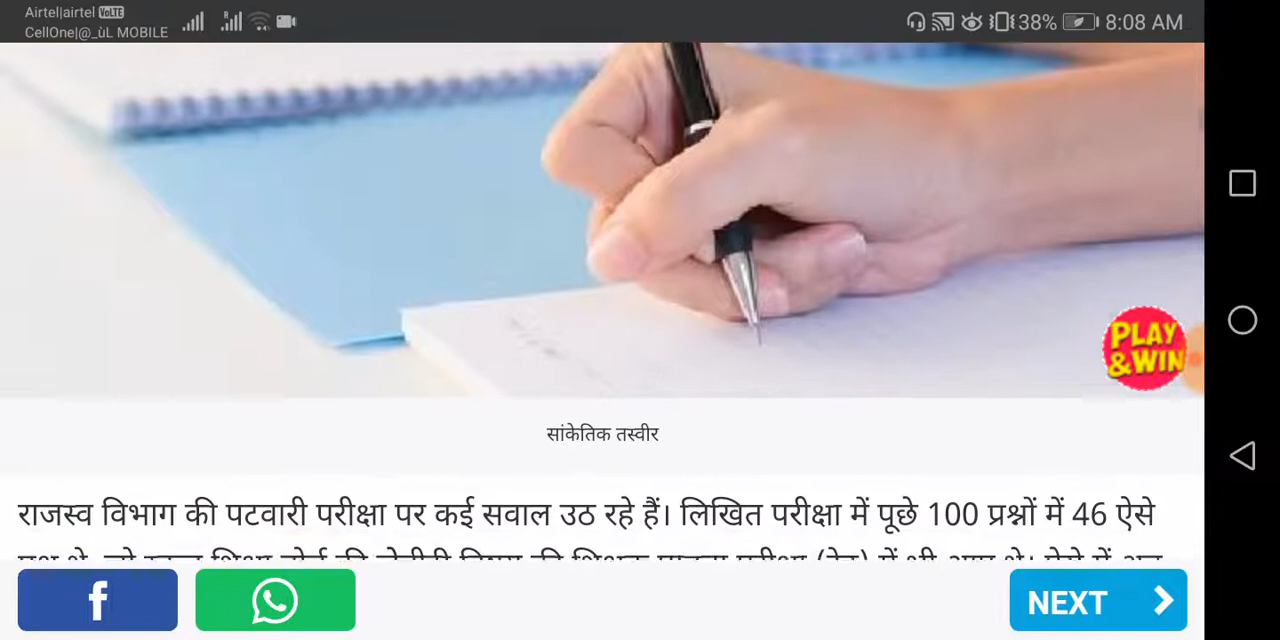 Airtel|airtel VoLTE
CellOne|@_ùL MOBILE
R
38% 8:08 AM
PLAY
&WIN
सांकेतिक तस्वीर
राजस्व विभाग की पटवारी परीक्षा पर कई सवाल उठ रहे हैं। लिखित परीक्षा में पूछे 100 प्रश्नों में 46 ऐसे
f
NEXT